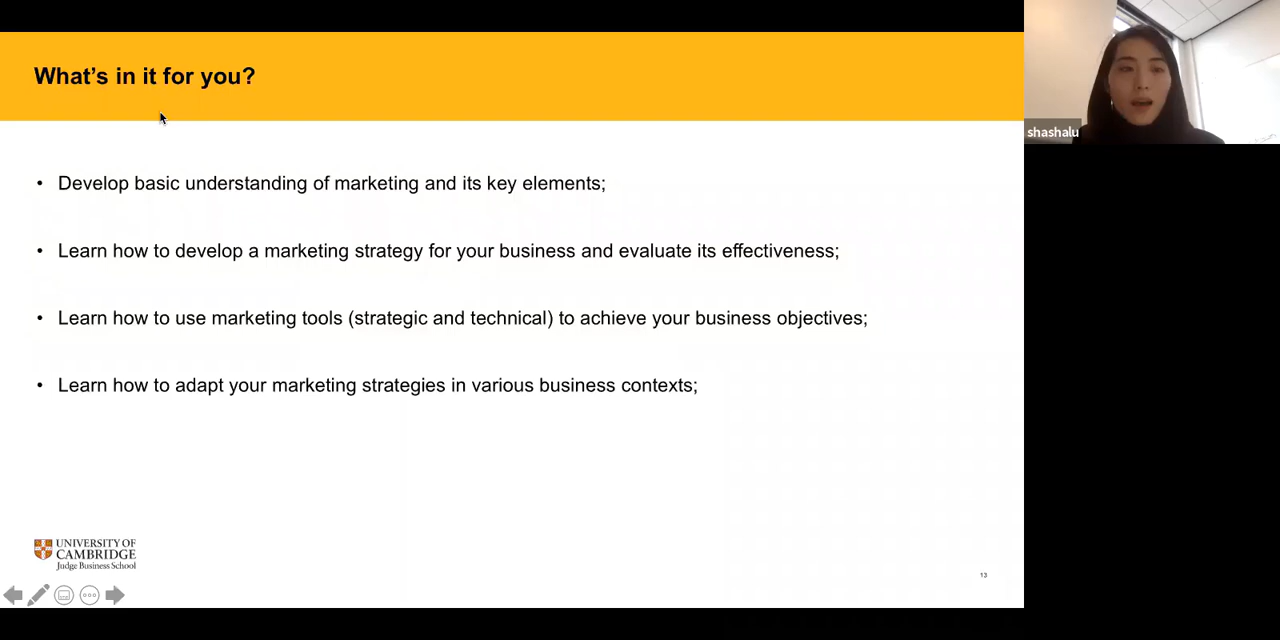 What's in it for you?
shashalu
• Develop basic understanding of marketing and its key elements;
• Learn how to develop a marketing strategy for your business and evaluate its effectiveness;
• Learn how to use marketing tools (strategic and technical) to achieve your business objectives;
• Learn how to adapt your marketing strategies in various business contexts;
UNIVERSITY OF
CAMBRIDGE
Judge Business School
13